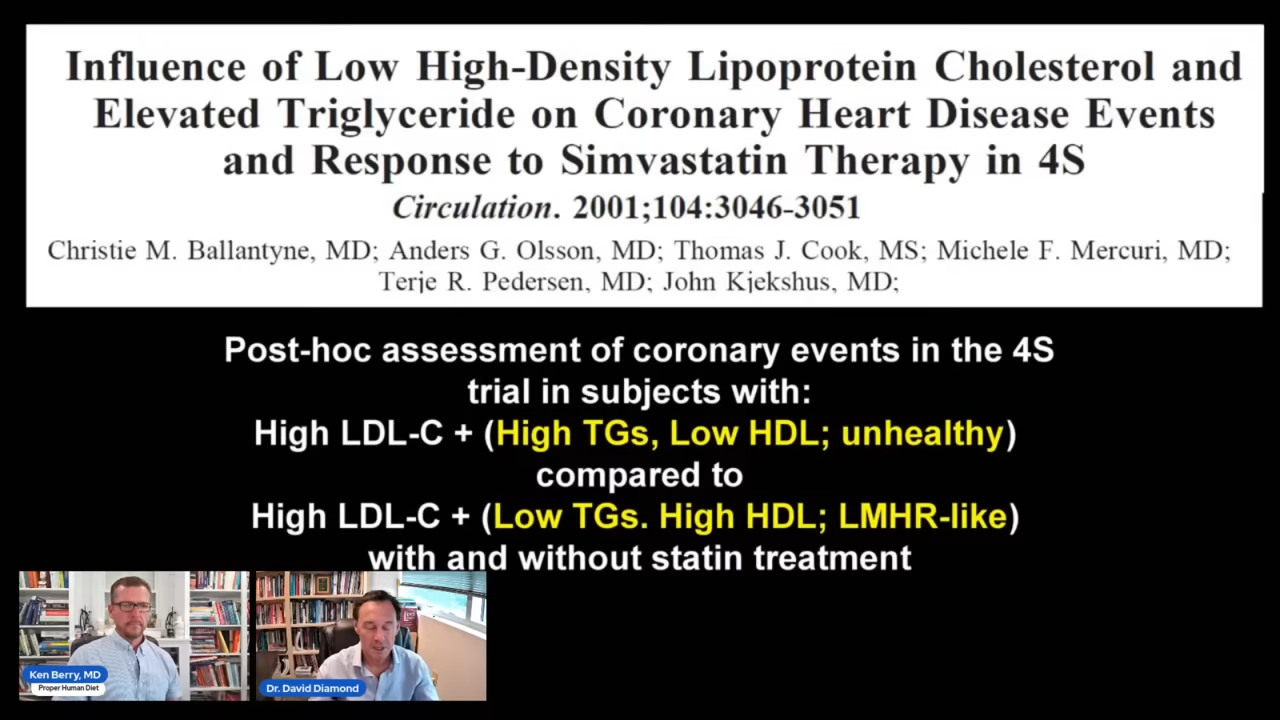 Influence of Low High-Density Lipoprotein Cholesterol and
Elevated Triglyceride on Coronary Heart Disease Events
and Response to Simvastatin Therapy in 4S
Circulation. 2001;104:3046-3051
Christie M. Ballantyne, MD; Anders G. Olsson, MD; Thomas J. Cook, MS; Michele F. Mercuri, MD;
Terje R. Pedersen, MD; John Kjekshus, MD;
Post-hoc assessment of coronary events in the 4S
trial in subjects with:
High LDL-C + (High TGs, Low HDL; unhealthy)
compared to
High LDL-C + (Low TGs. High HDL; LMHR-like)
with and without statin treatment
Ken Berry, MD
Proper Human Diet
Dr. David Diamond